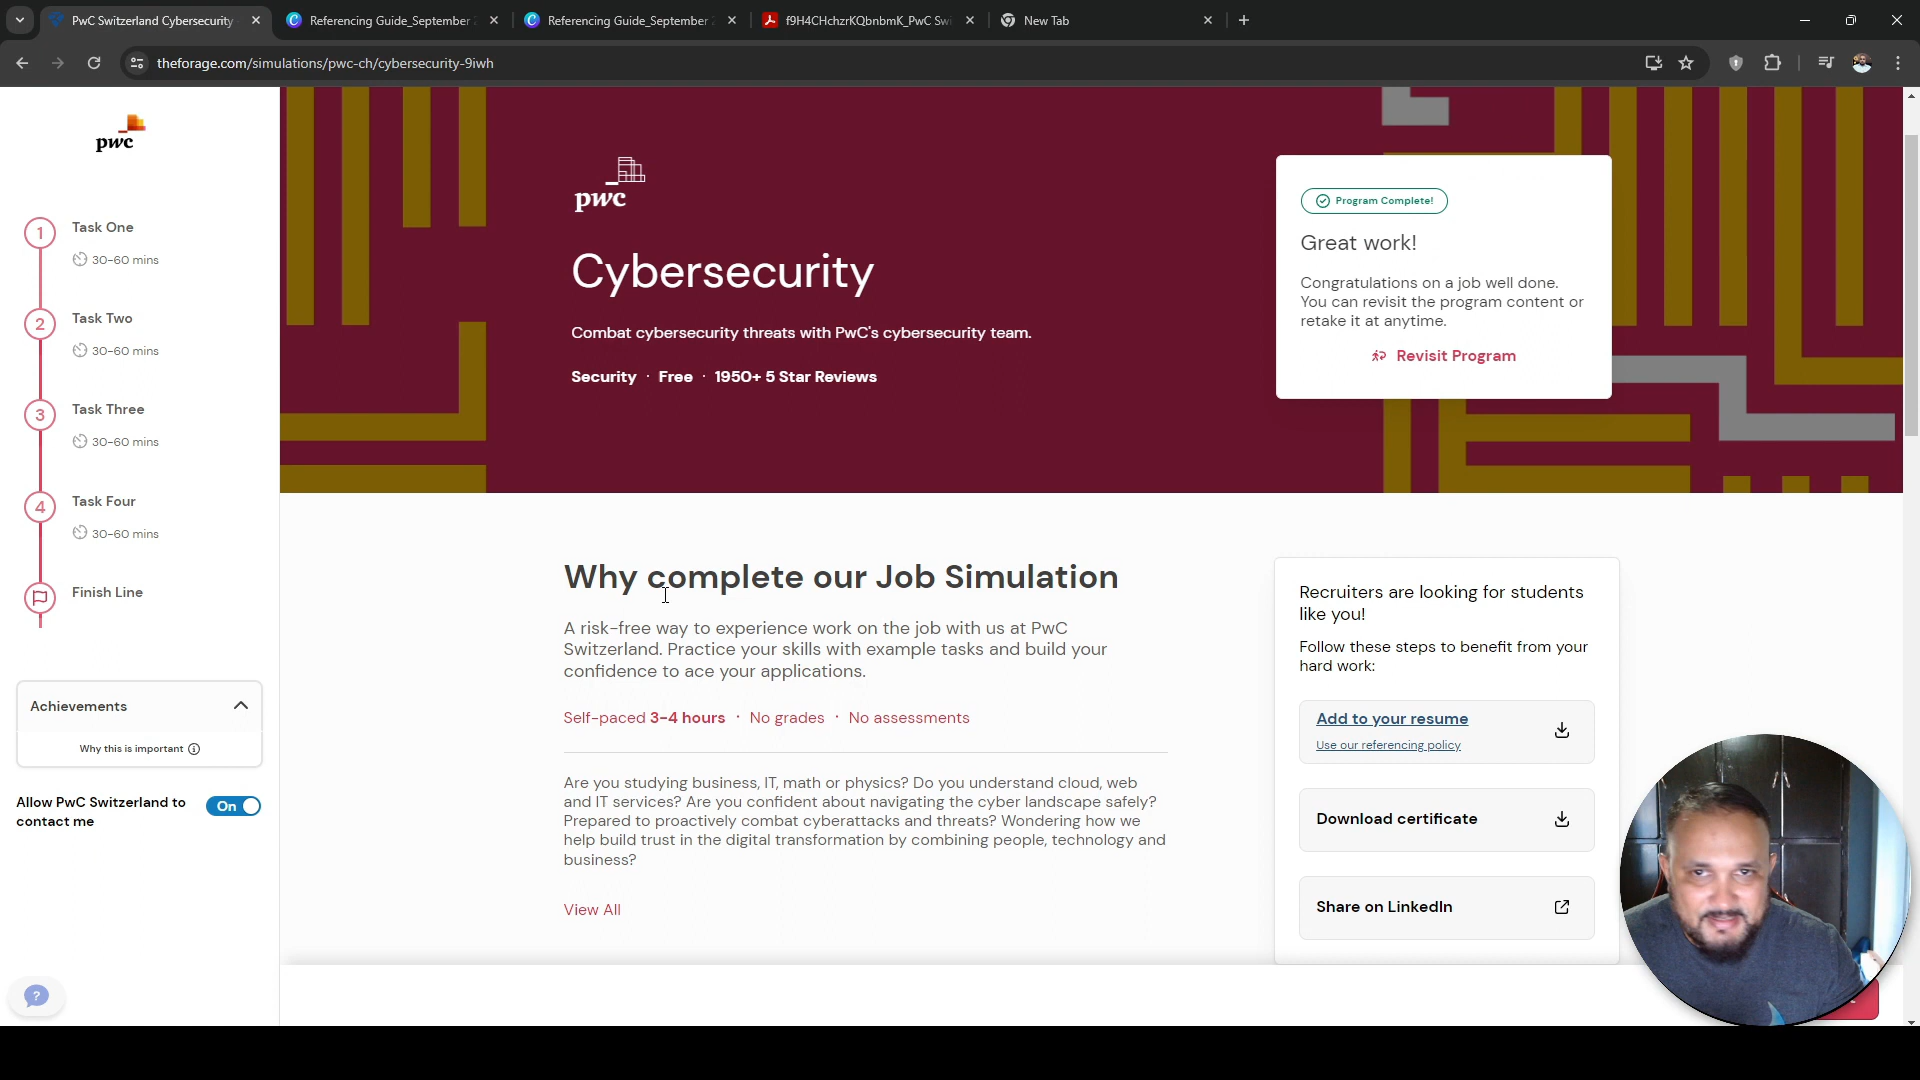 PwC Switzerland Cybersecurity
Referencing Guide_September
Referencing Guide_September 2
f9H4CHchzrKQbnbmK_PwC Swi
New Tab
theforage.com/simulations/pwc-ch/cybersecurity-9iwh
pwc
Task One
1
30-60 mins
Task Two
2
30-60 mins
Task Three
3
30-60 mins
Task Four
4
30-60 mins
Finish Line
Achievements
Why this is important
Allow PwC Switzerland to
contact me
On
?
pwc
Cybersecurity
Combat cybersecurity threats with PwC's cybersecurity team.
Security · Free · 1950+ 5 Star Reviews
Program Complete!
Great work!
Congratulations on a job well done.
You can revisit the program content or
retake it at anytime.
Revisit Program
Why complete our Job Simulation
A risk-free way to experience work on the job with us at PwC
Switzerland. Practice your skills with example tasks and build your
confidence to ace your applications.
Self-paced 3-4 hours · No grades · No assessments
Are you studying business, IT, math or physics? Do you understand cloud, web
and IT services? Are you confident about navigating the cyber landscape safely?
Prepared to proactively combat cyberattacks and threats? Wondering how we
help build trust in the digital transformation by combining people, technology and
business?
View All
Recruiters are looking for students
like you!
Follow these steps to benefit from your
hard work:
Add to your resume
Use our referencing policy
Download certificate
Share on LinkedIn